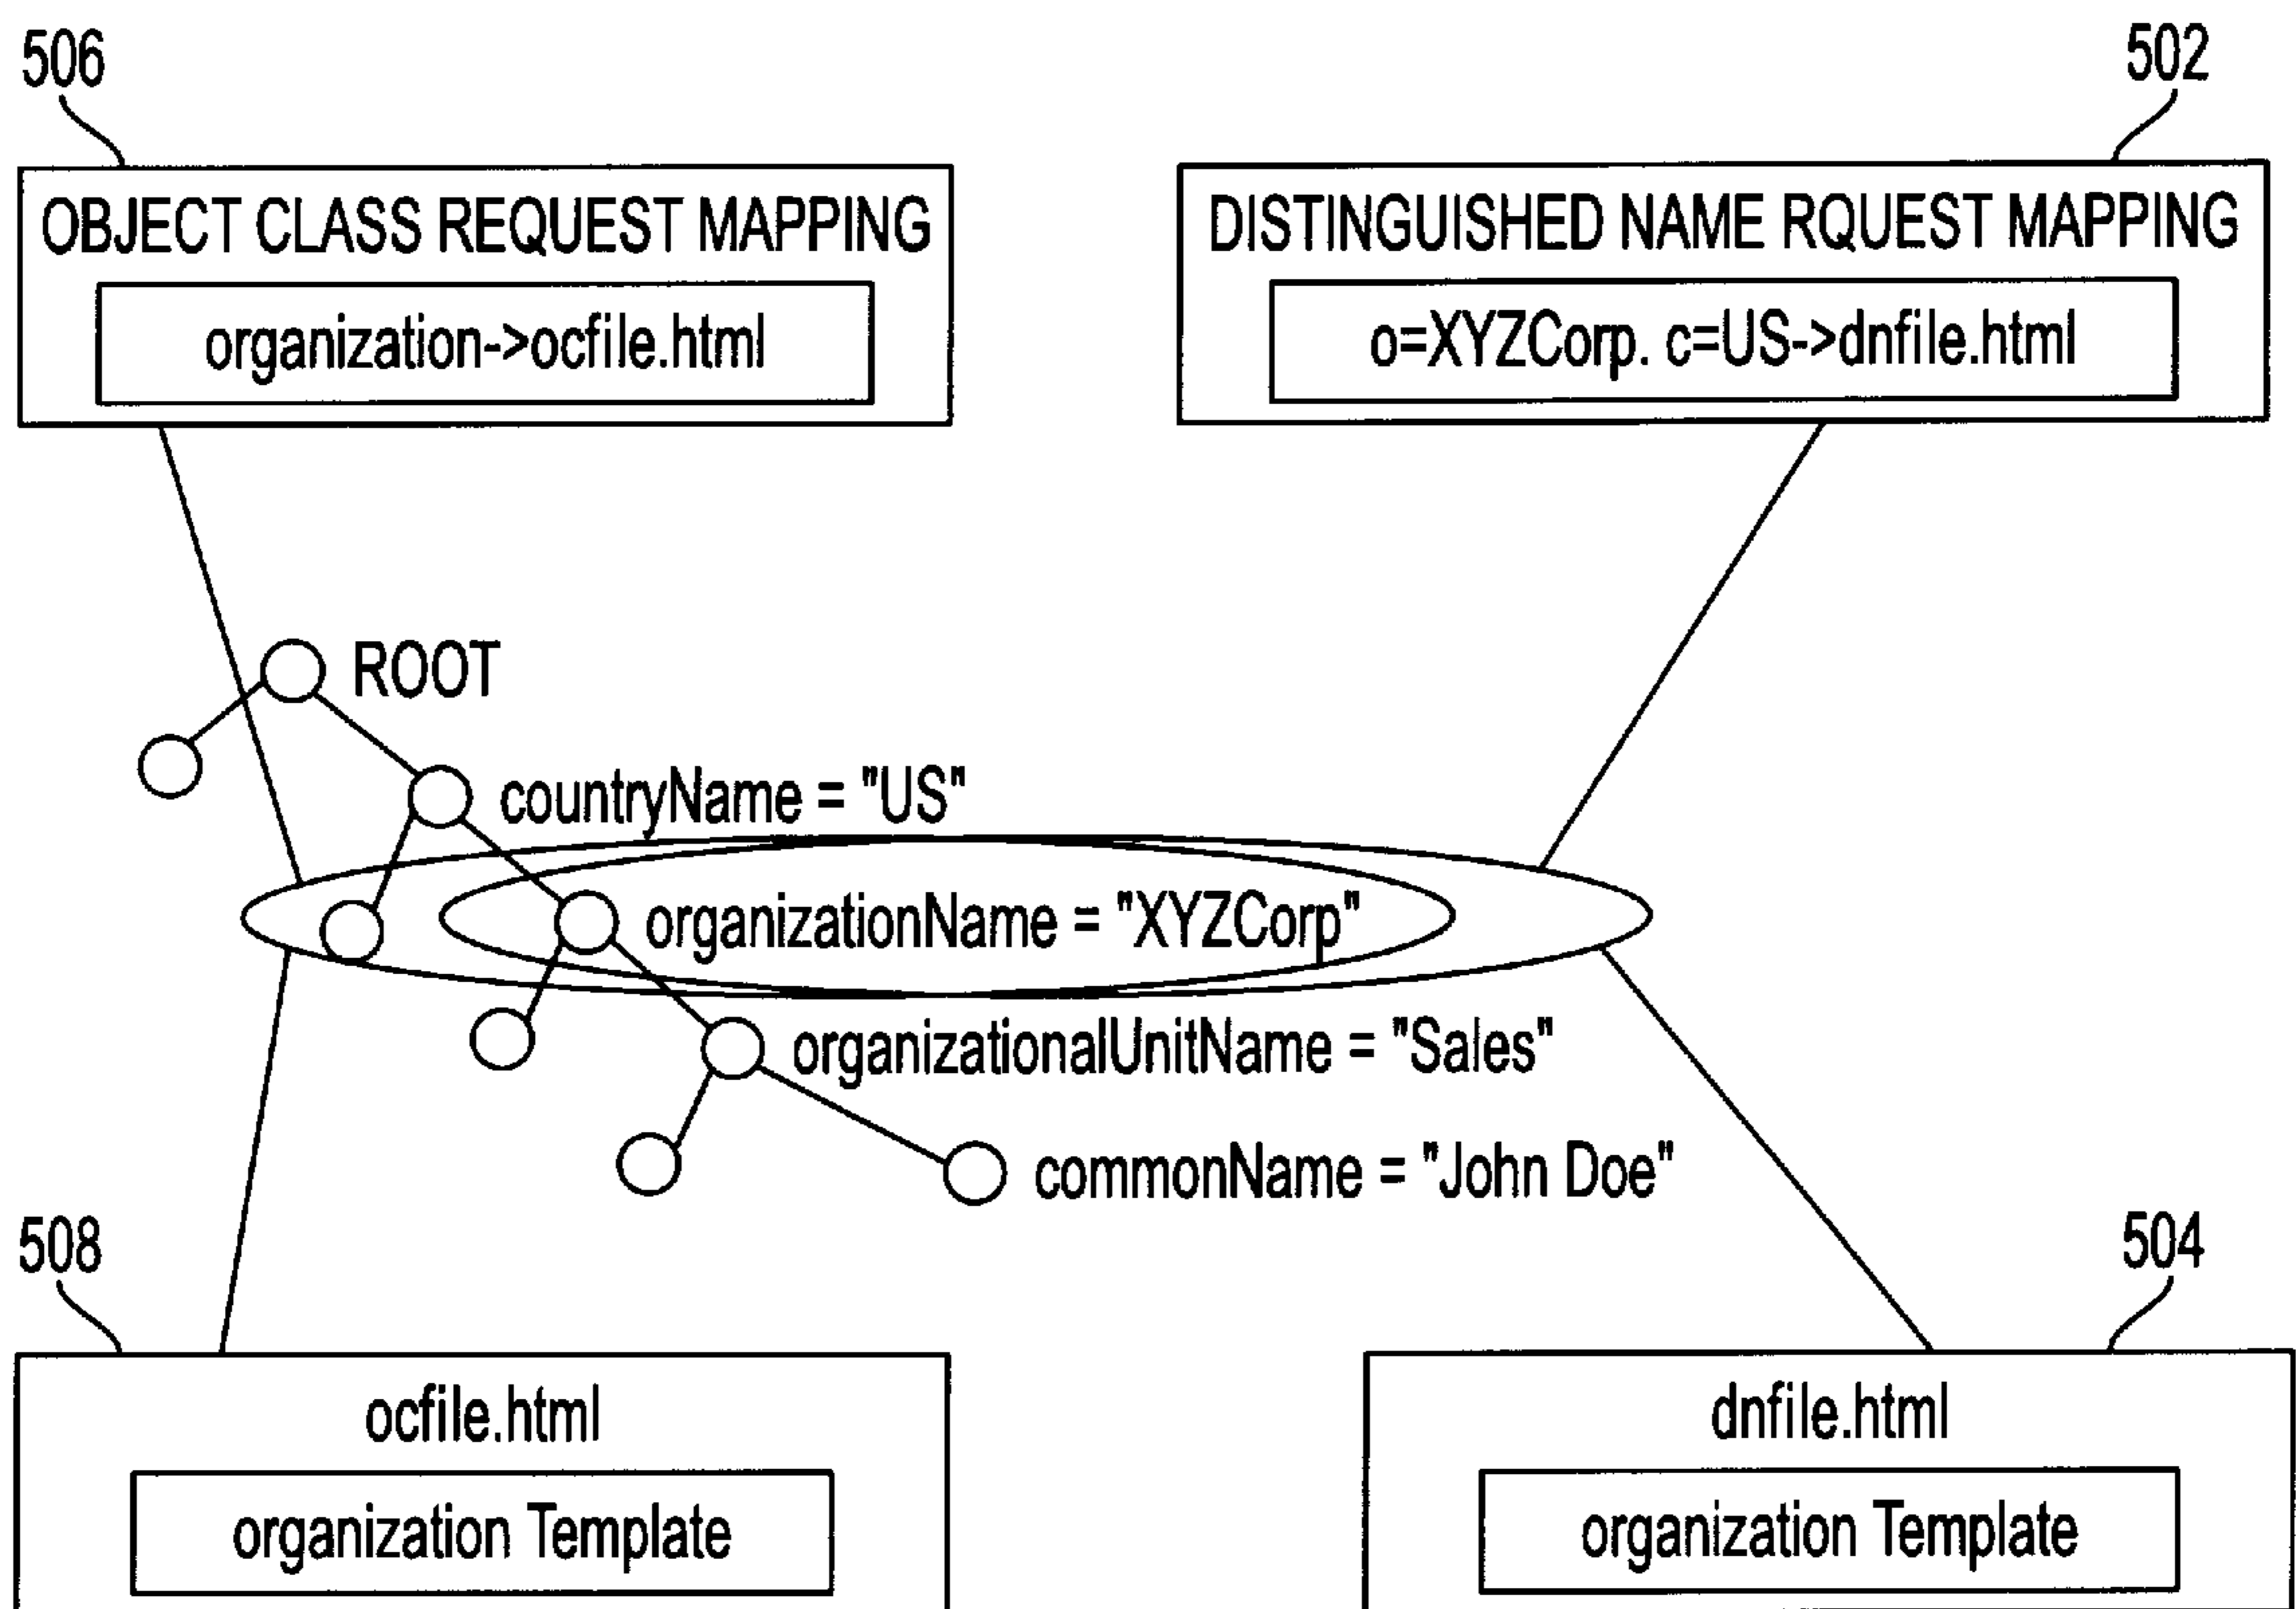 506
502
OBJECT CLASS REQUEST MAPPING
organization->ocfile.html
DISTINGUISHED NAME RQUEST MAPPING
o=XYZCorp. c=US->dnfile.html
ROOT
countryName = "US"
organizationName = "XYZCorp"
organizationalUnitName = "Sales"
commonName = "John Doe"
508
504
ocfile.html
organization Template
dnfile.html
organization Template